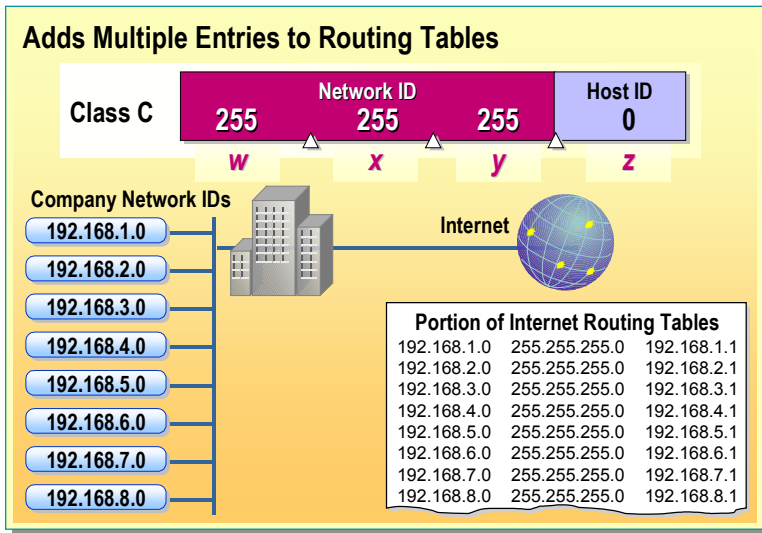 Adds Multiple Entries to Routing Tables
Network ID
Host ID
Class C
255 255 255 0
w x y z
Company Network IDs
Internet
192.168.1.0
192.168.2.0
192.168.3.0
192.168.4.0
192.168.5.0
192.168.6.0
192.168.7.0
192.168.8.0
Portion of Internet Routing Tables
192.168.1.0 255.255.255.0 192.168.1.1
192.168.2.0 255.255.255.0 192.168.2.1
192.168.3.0 255.255.255.0 192.168.3.1
192.168.4.0 255.255.255.0 192.168.4.1
192.168.5.0 255.255.255.0 192.168.5.1
192.168.6.0 255.255.255.0 192.168.6.1
192.168.7.0 255.255.255.0 192.168.7.1
192.168.8.0 255.255.255.0 192.168.8.1